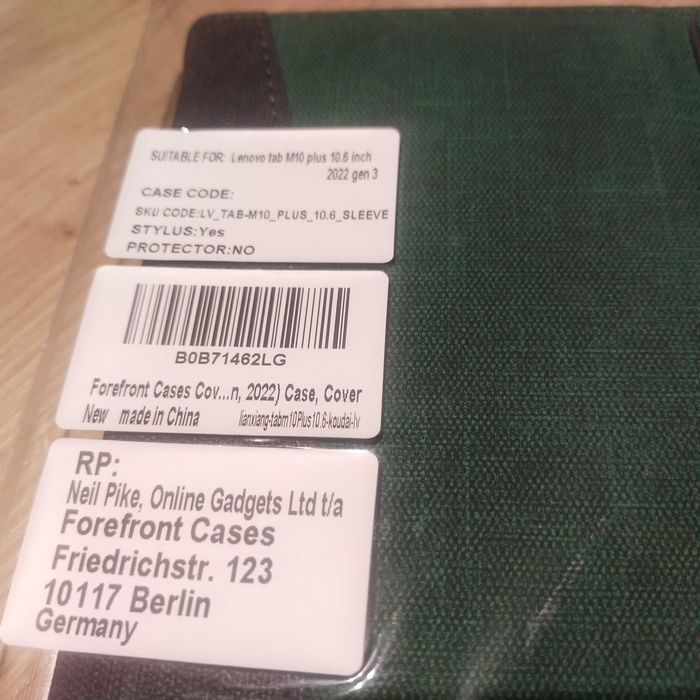 SUITABLE FOR: Lenovo tab M10 plus 10.6 inch
2022 gen 3
CASE CODE:
SKU CODE:LV_TAB-M10_PLUS_10.6_SLEEVE
STYLUS:Yes
PROTECTOR:NO
B0B71462LG
Forefront Cases Cov...n, 2022) Case, Cover
New made in China lianxiang-tabm10Plus10.6-koudai-lv
RP:
Neil Pike, Online Gadgets Ltd t/a
Forefront Cases
Friedrichstr. 123
10117 Berlin
Germany